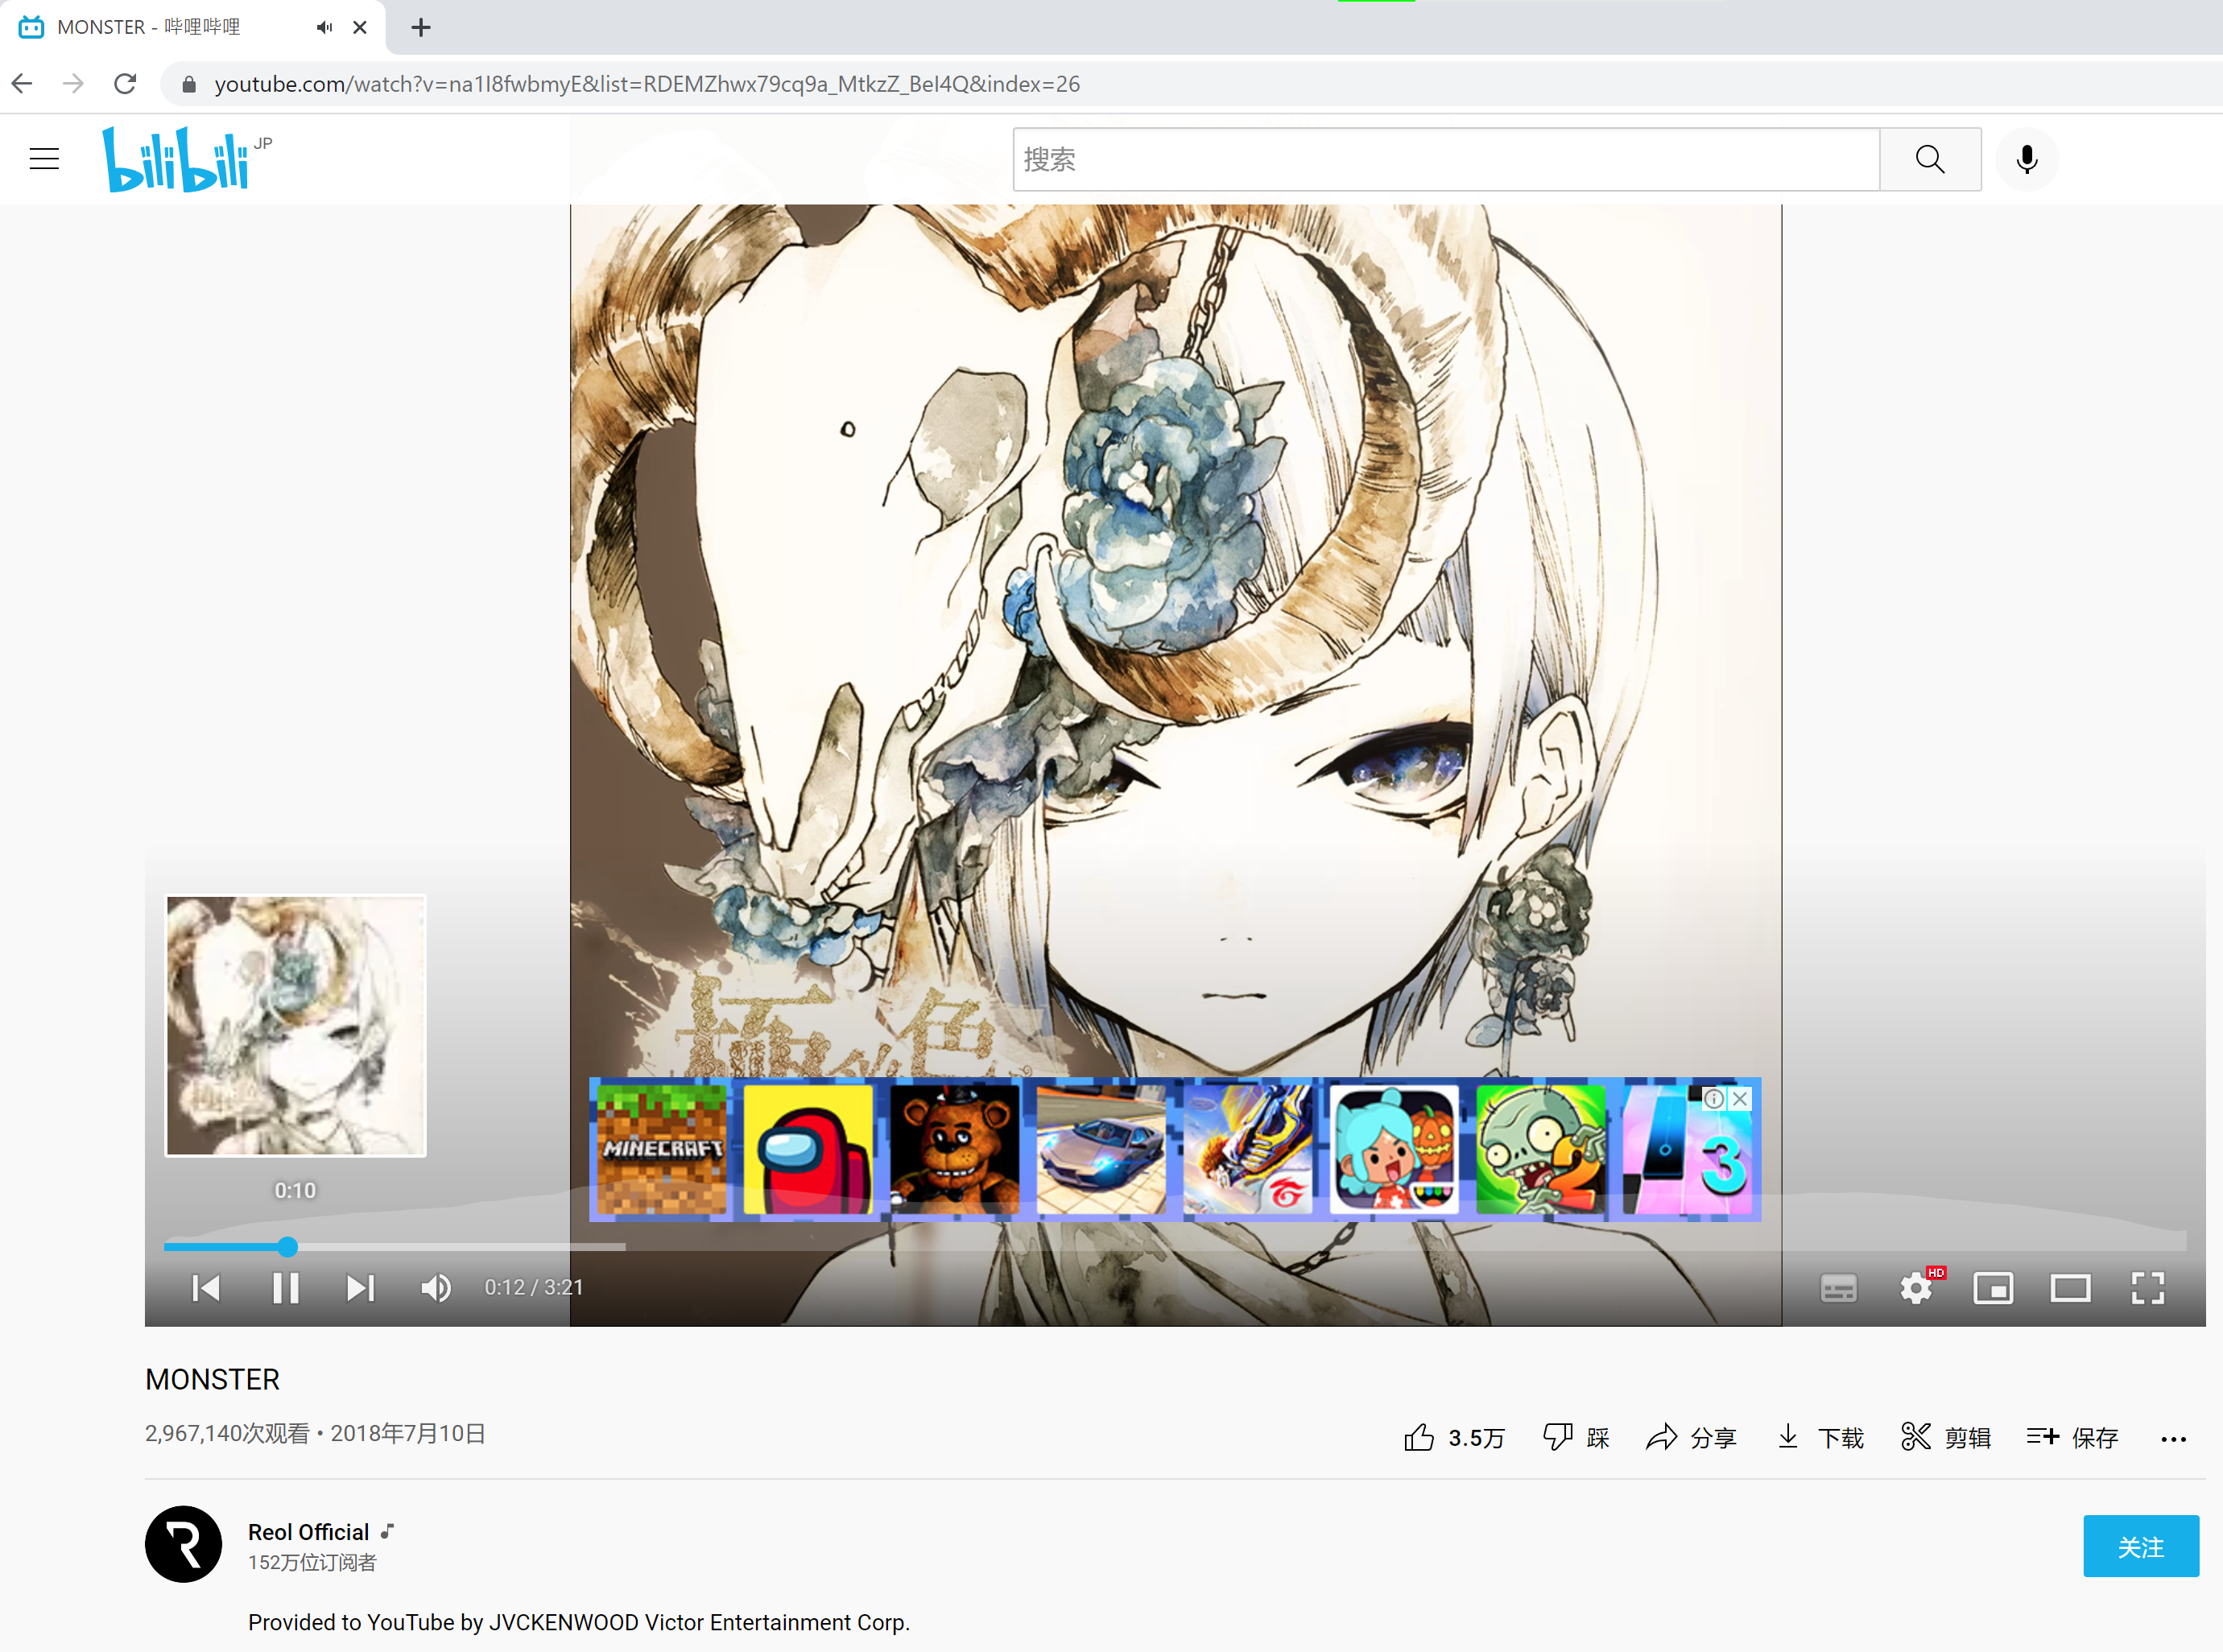 MONSTER - 哔哩哔哩
youtube.com/watch?v=na1I8fwbmyE&list=RDEMZhwx79cq9a_MtkzZ_BeI4Q&index=26
bilibili JP
搜索
極彩色
MINECRAFT
2
3
0:10
0:12 / 3:21
HD
MONSTER
2,967,140次观看 • 2018年7月10日
3.5万 踩 分享 下载 剪辑 保存
R
Reol Official
152万位订阅者
关注
Provided to YouTube by JVCKENWOOD Victor Entertainment Corp.